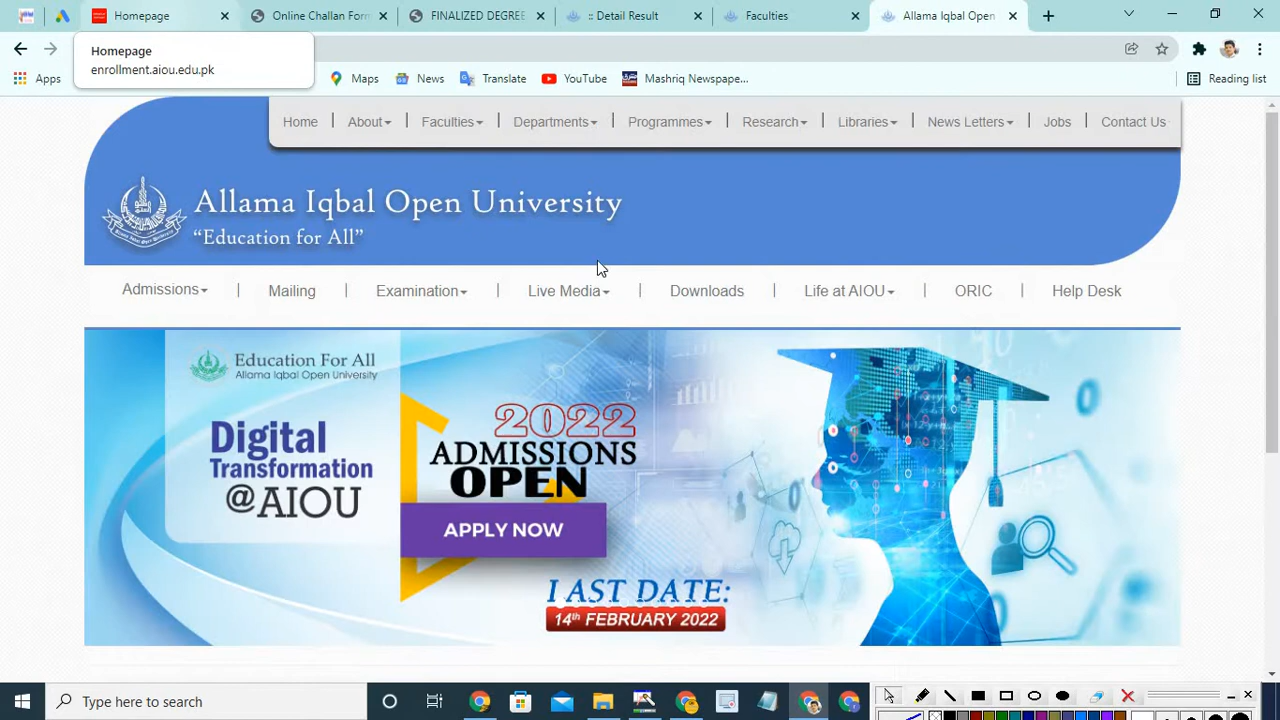 Homepage
Online Challan Form
FINALIZED DEGREE
:: Detail Result
Faculties
Allama Iqbal Open
Homepage
enrollment.aiou.edu.pk
Apps
Maps
News
Translate
YouTube
Mashriq Newspape...
Reading list
Home
About
Faculties
Departments
Programmes
Research
Libraries
News Letters
Jobs
Contact Us
Allama Iqbal Open University
“Education for All”
Admissions
Mailing
Examination
Live Media
Downloads
Life at AIOU
ORIC
Help Desk
Education For All
Allama Iqbal Open University
Digital
Transformation
@AIOU
2022
ADMISSIONS
OPEN
APPLY NOW
LAST DATE:
14th FEBRUARY 2022
Type here to search